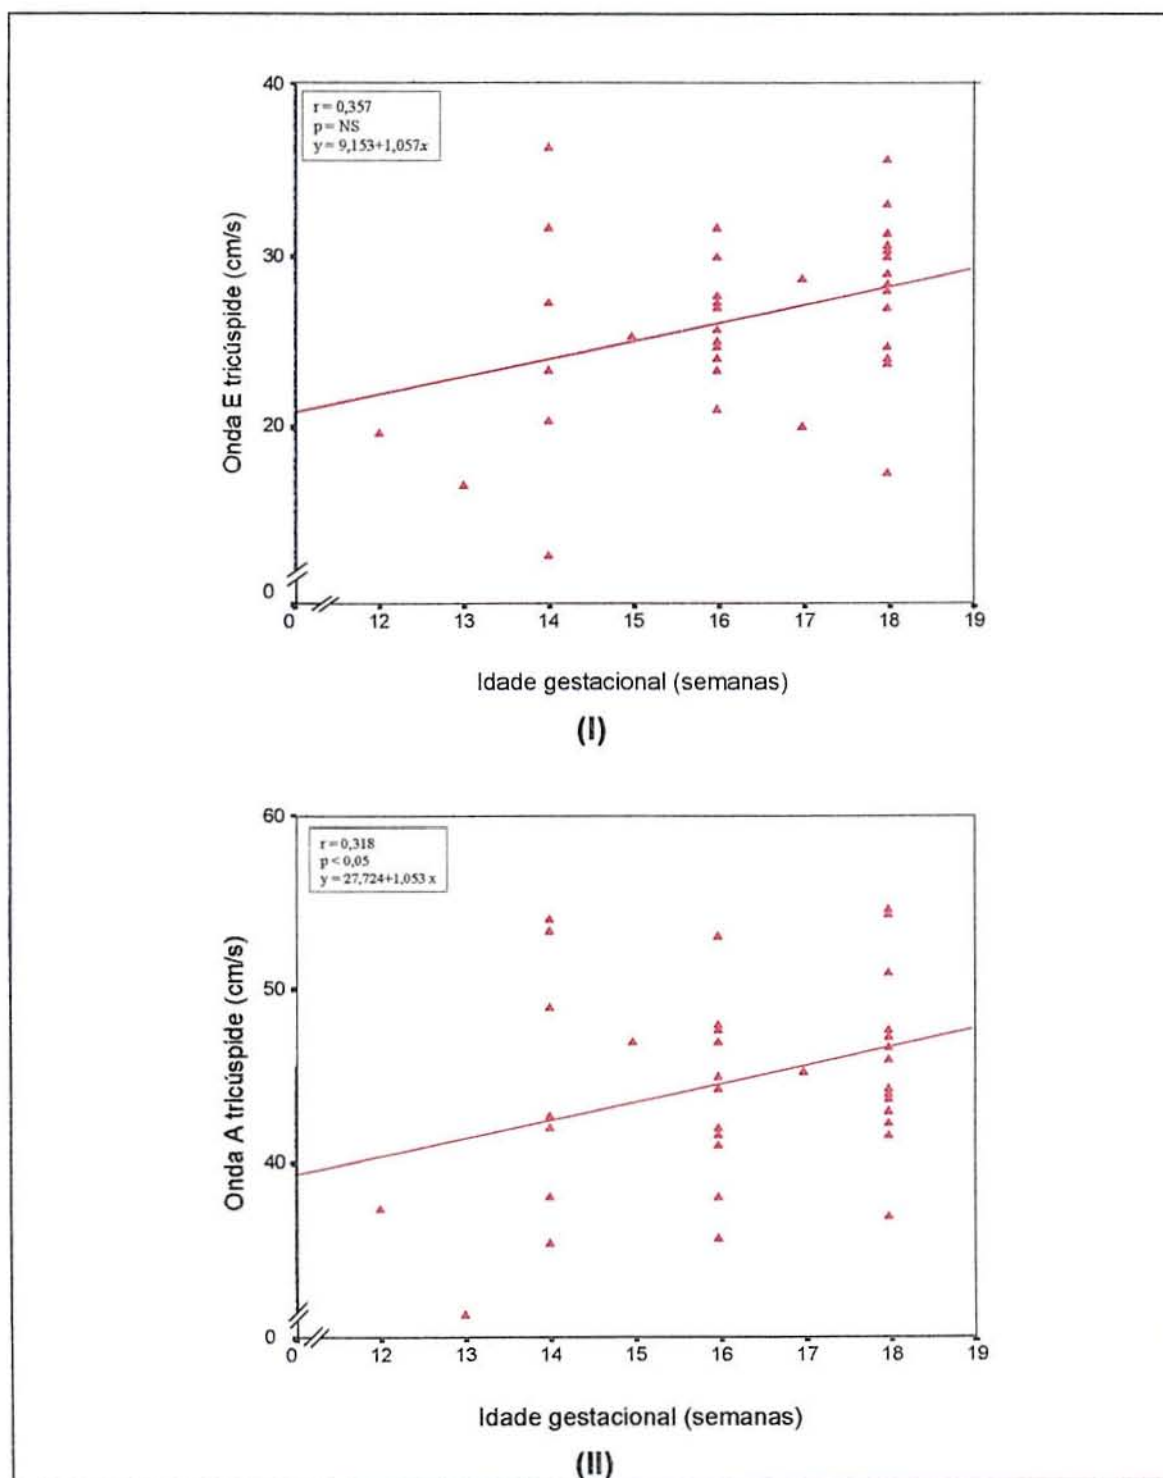 40
r = 0,357
p = NS
y = 9,153+1,057x
Onda E tricúspide (cm/s)
30
20
0
0 12 13 14 15 16 17 18 19
Idade gestacional (semanas)
(I)
60
r = 0,318
p < 0,05
y = 27,724+1,053 x
Onda A tricúspide (cm/s)
50
40
0
0 12 13 14 15 16 17 18 19
Idade gestacional (semanas)
(II)